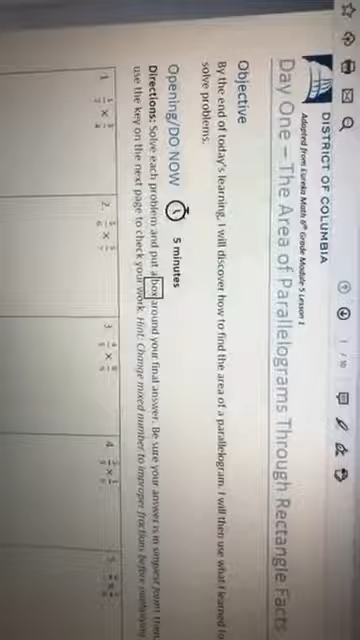 1 / 10
DISTRICT OF COLUMBIA
Adapted from Eureka Math 6th Grade Module 5 Lesson 1
Day One – The Area of Parallelograms Through Rectangle Facts
Objective
By the end of today's learning, I will discover how to find the area of a parallelogram. I will then use what I learned to
solve problems.
Opening/DO NOW 5 minutes
Directions: Solve each problem and put a box around your final answer. Be sure your answer is in simplest form then
use the key on the next page to check your work. Hint: Change mixed number to improper fractions before multiplying
1. 2. 3. 4. 5.